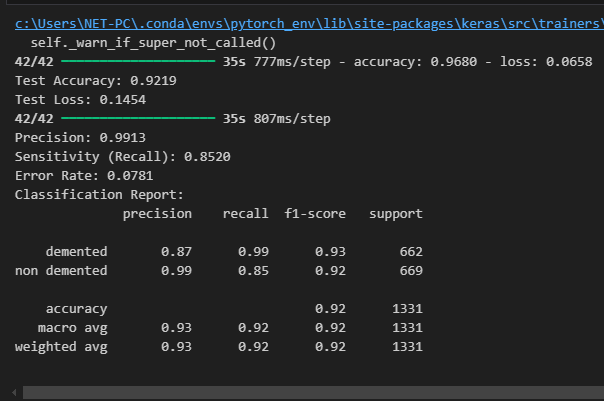 c:\Users\NET-PC\.conda\envs\pytorch_env\lib\site-packages\keras\src\trainers\
self._warn_if_super_not_called()
42/42 ━━━━━━━━━━━━━━━━━━━━ 35s 777ms/step - accuracy: 0.9680 - loss: 0.0658
Test Accuracy: 0.9219
Test Loss: 0.1454
42/42 ━━━━━━━━━━━━━━━━━━━━ 35s 807ms/step
Precision: 0.9913
Sensitivity (Recall): 0.8520
Error Rate: 0.0781
Classification Report:
precision recall f1-score support
demented 0.87 0.99 0.93 662
non demented 0.99 0.85 0.92 669
accuracy 0.92 1331
macro avg 0.93 0.92 0.92 1331
weighted avg 0.93 0.92 0.92 1331